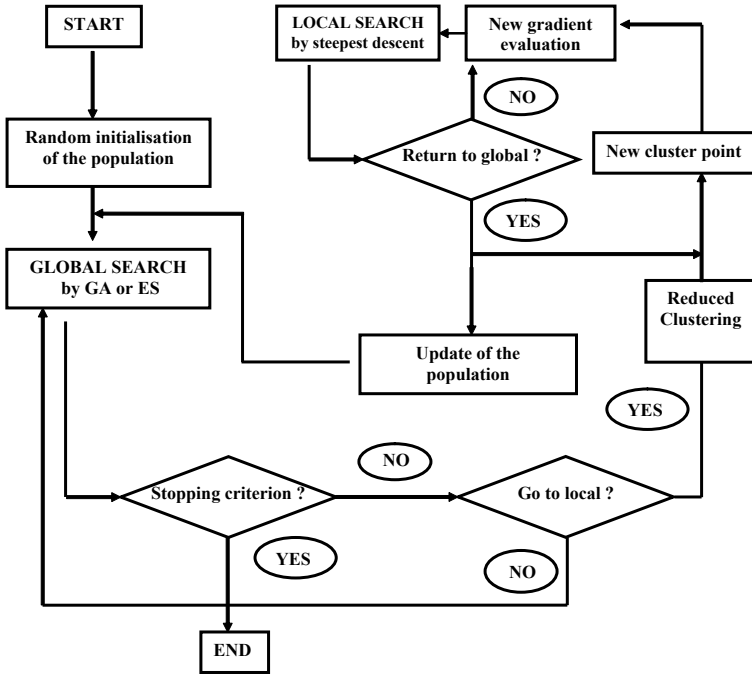 START
LOCAL SEARCH
by steepest descent
New gradient
evaluation
NO
Random initialisation
of the population
Return to global ?
New cluster point
YES
GLOBAL SEARCH
by GA or ES
Reduced
Clustering
Update of the
population
YES
NO
Stopping criterion ?
Go to local ?
YES
NO
END